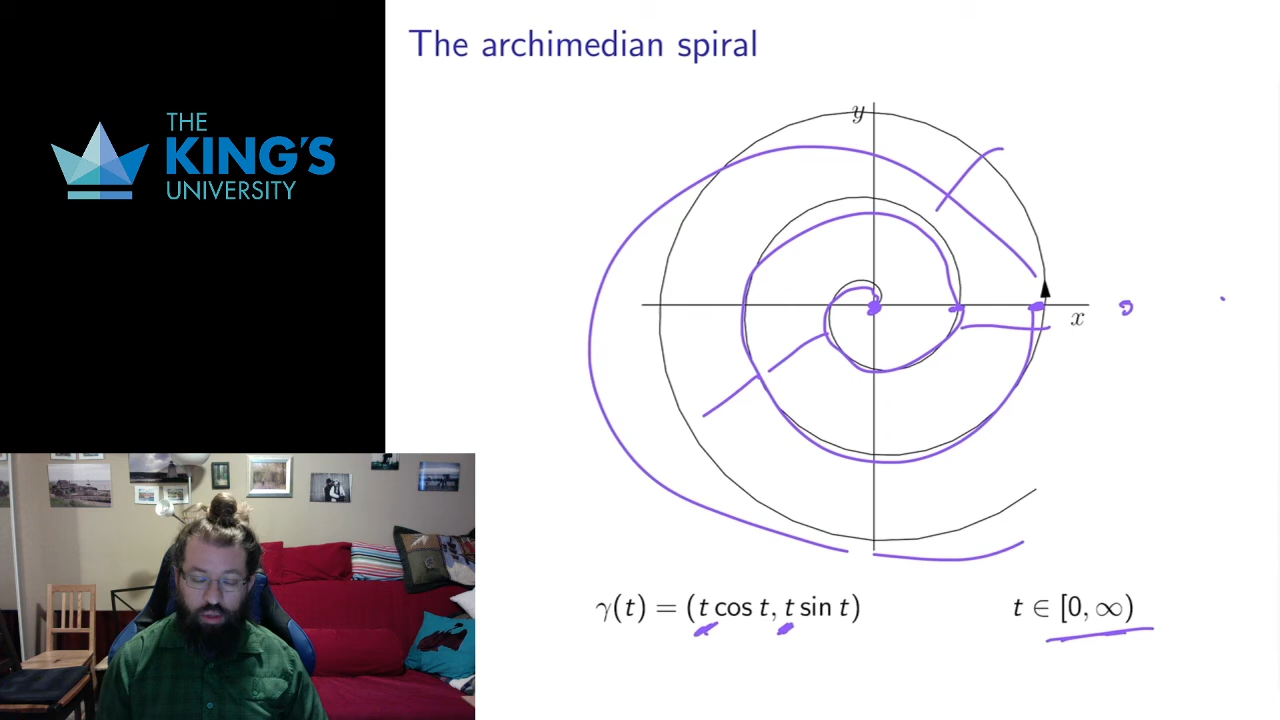 The archimedian spiral
THE
KING'S
UNIVERSITY
y
x
γ(t) = (t cos t, t sin t)
t ∈ [0, ∞)